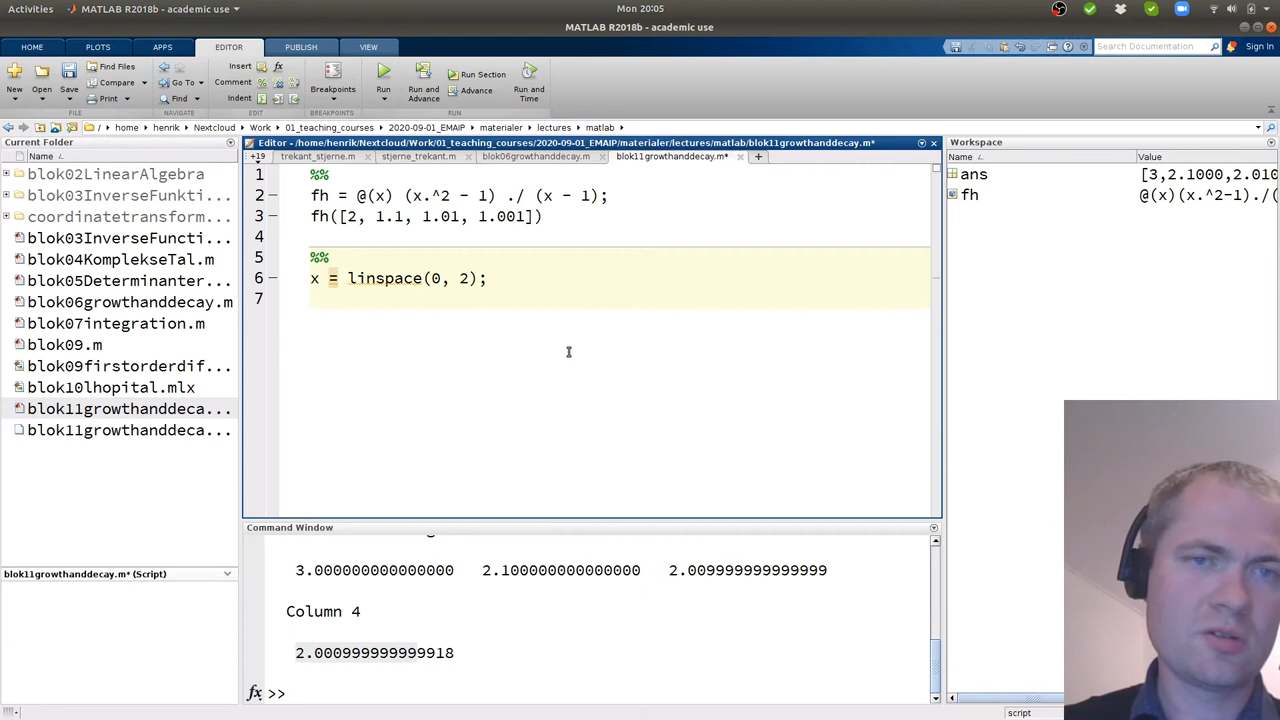 Activities MATLAB R2018b - academic use Mon 20:05
MATLAB R2018b - academic use
HOME PLOTS APPS EDITOR PUBLISH VIEW Search Documentation Sign In
New Open Save Find Files Compare Print Go To Find Insert Comment Indent Breakpoints Run Run and Advance Run Section Advance Run and Time
FILE NAVIGATE EDIT BREAKPOINTS RUN
/ home henrik Nextcloud Work 01_teaching_courses 2020-09-01_EMAIP materialer lectures matlab
Current Folder
Name
blok02LinearAlgebra
blok03InverseFunkti...
coordinatetransform...
blok03InverseFuncti...
blok04KomplekseTal.m
blok05Determinanter...
blok06growthanddecay.m
blok07integration.m
blok09.m
blok09firstorderdif...
blok10lhopital.mlx
blok11growthanddeca...
blok11growthanddeca...
blok11growthanddecay.m* (Script)
Editor - /home/henrik/Nextcloud/Work/01_teaching_courses/2020-09-01_EMAIP/materialer/lectures/matlab/blok11growthanddecay.m*
+19 trekant_stjerne.m stjerne_trekant.m blok06growthanddecay.m blok11growthanddecay.m*
1 %%
2 fh = @(x) (x.^2 - 1) ./ (x - 1);
3 fh([2, 1.1, 1.01, 1.001])
4
5 %%
6 x = linspace(0, 2);
7
Command Window
3.000000000000000 2.100000000000000 2.009999999999999
Column 4
2.000999999999918
fx >>
Workspace
Name Value
ans [3,2.1000,2.010
fh @(x)(x.^2-1)./(
script